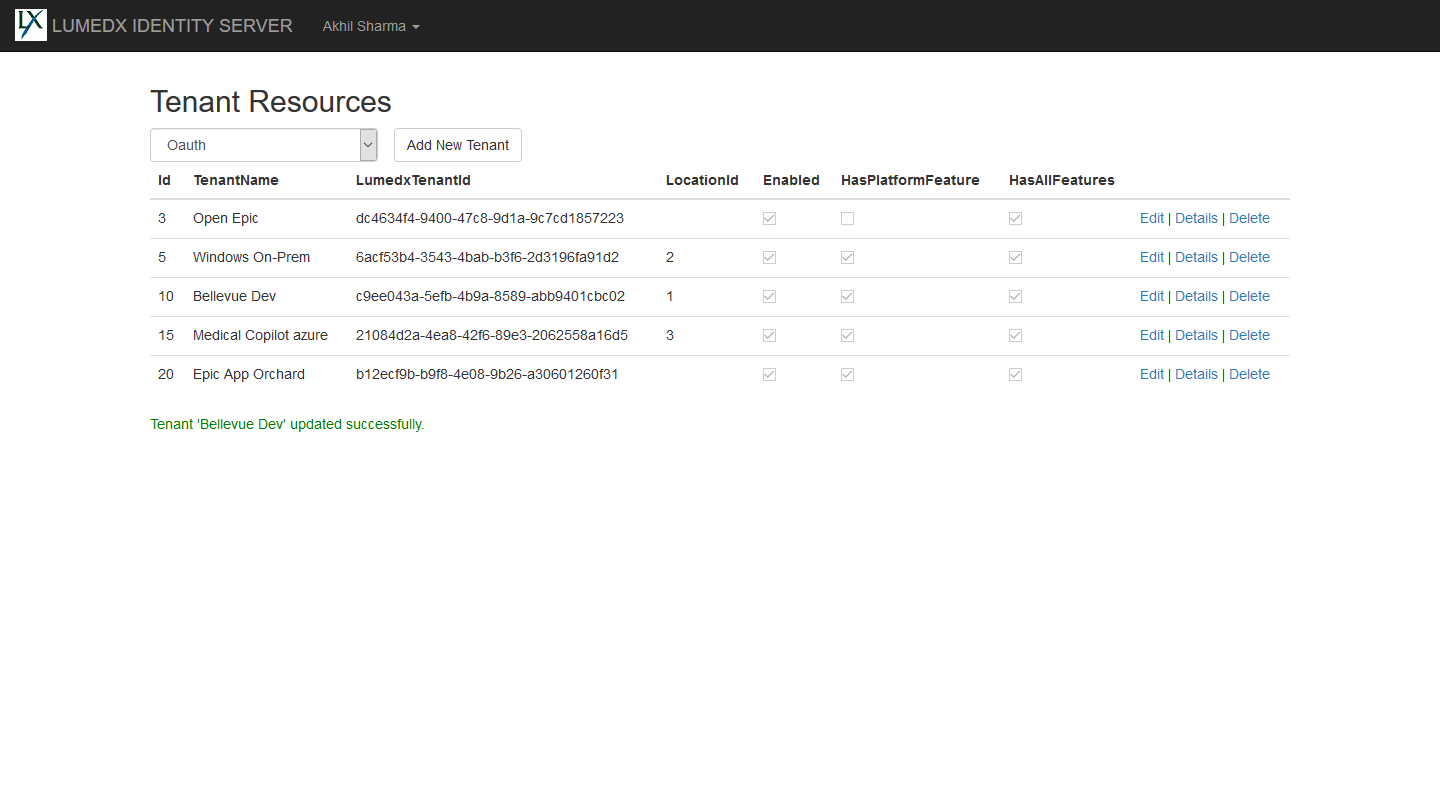 LX LUMEDX IDENTITY SERVER Akhil Sharma
Tenant Resources
Oauth Add New Tenant
Id TenantName LumedxTenantId LocationId Enabled HasPlatformFeature HasAllFeatures
3 Open Epic dc4634f4-9400-47c8-9d1a-9c7cd1857223 Edit | Details | Delete
5 Windows On-Prem 6acf53b4-3543-4bab-b3f6-2d3196fa91d2 2 Edit | Details | Delete
10 Bellevue Dev c9ee043a-5efb-4b9a-8589-abb9401cbc02 1 Edit | Details | Delete
15 Medical Copilot azure 21084d2a-4ea8-42f6-89e3-2062558a16d5 3 Edit | Details | Delete
20 Epic App Orchard b12ecf9b-b9f8-4e08-9b26-a30601260f31 Edit | Details | Delete
Tenant 'Bellevue Dev' updated successfully.